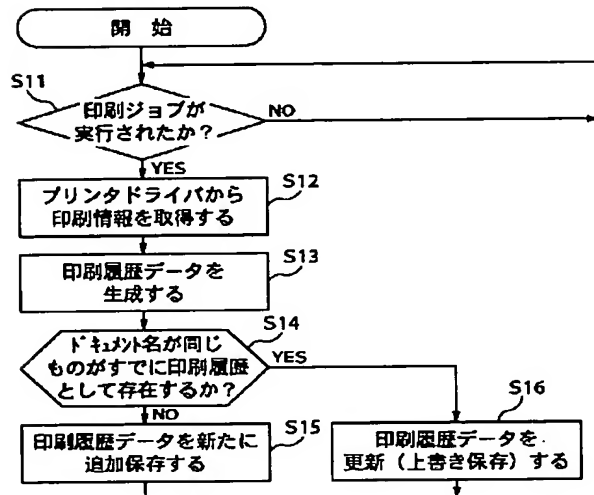 開始
S11
印刷ジョブが
実行されたか？
NO
YES
S12
プリンタドライバから
印刷情報を取得する
S13
印刷履歴データを
生成する
S14
ドキュメント名が同じ
ものがすでに印刷履歴
として存在するか？
YES
NO
S15
印刷履歴データを新たに
追加保存する
S16
印刷履歴データを
更新（上書き保存）する